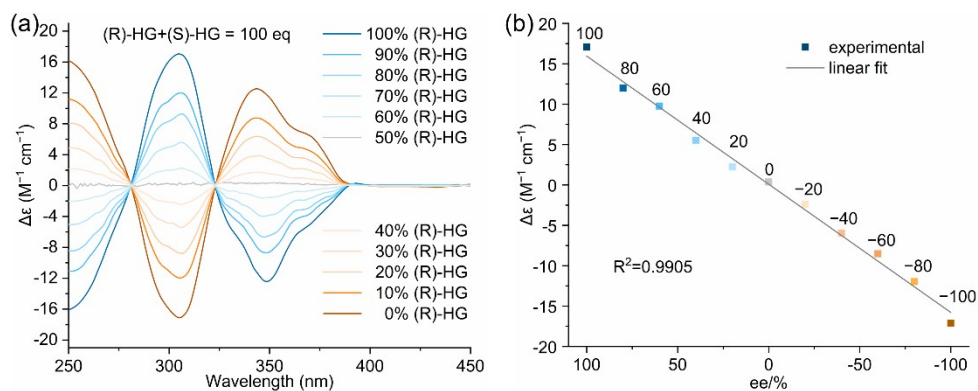 (a)
(R)-HG+(S)-HG = 100 eq
100% (R)-HG
90% (R)-HG
80% (R)-HG
70% (R)-HG
60% (R)-HG
50% (R)-HG
40% (R)-HG
30% (R)-HG
20% (R)-HG
10% (R)-HG
0% (R)-HG
20
16
12
8
4
0
-4
-8
-12
-16
-20
Δε (M⁻¹ cm⁻¹)
250 300 350 400 450
Wavelength (nm)
(b)
experimental
linear fit
100
80
60
40
20
0
−20
−40
−60
−80
−100
R²=0.9905
20
15
10
5
0
-5
-10
-15
-20
Δε (M⁻¹ cm⁻¹)
100 50 0 -50 -100
ee/%